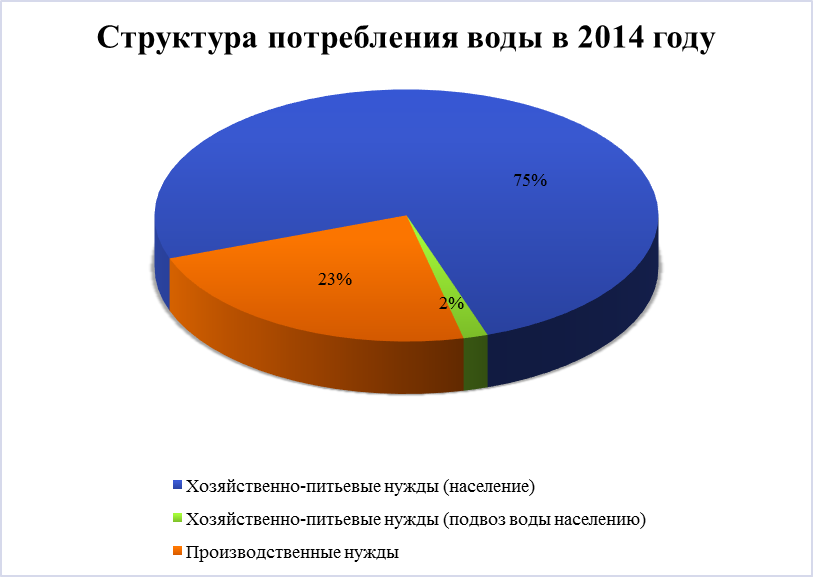 Структура потребления воды в 2014 году
75%
23%
2%
Хозяйственно-питьевые нужды (население)
Хозяйственно-питьевые нужды (подвоз воды населению)
Производственные нужды